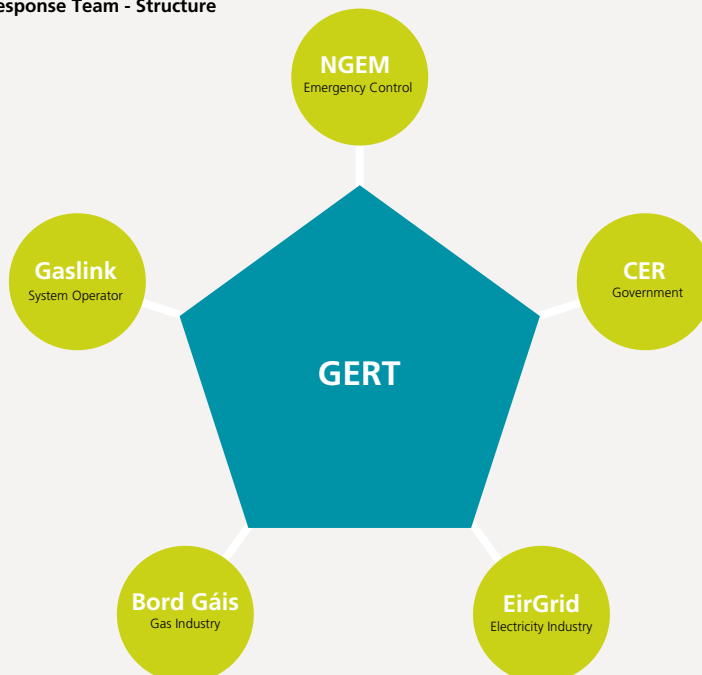 esponse Team - Structure
NGEM
Emergency Control
Gaslink
System Operator
CER
Government
GERT
Bord Gáis
Gas Industry
EirGrid
Electricity Industry